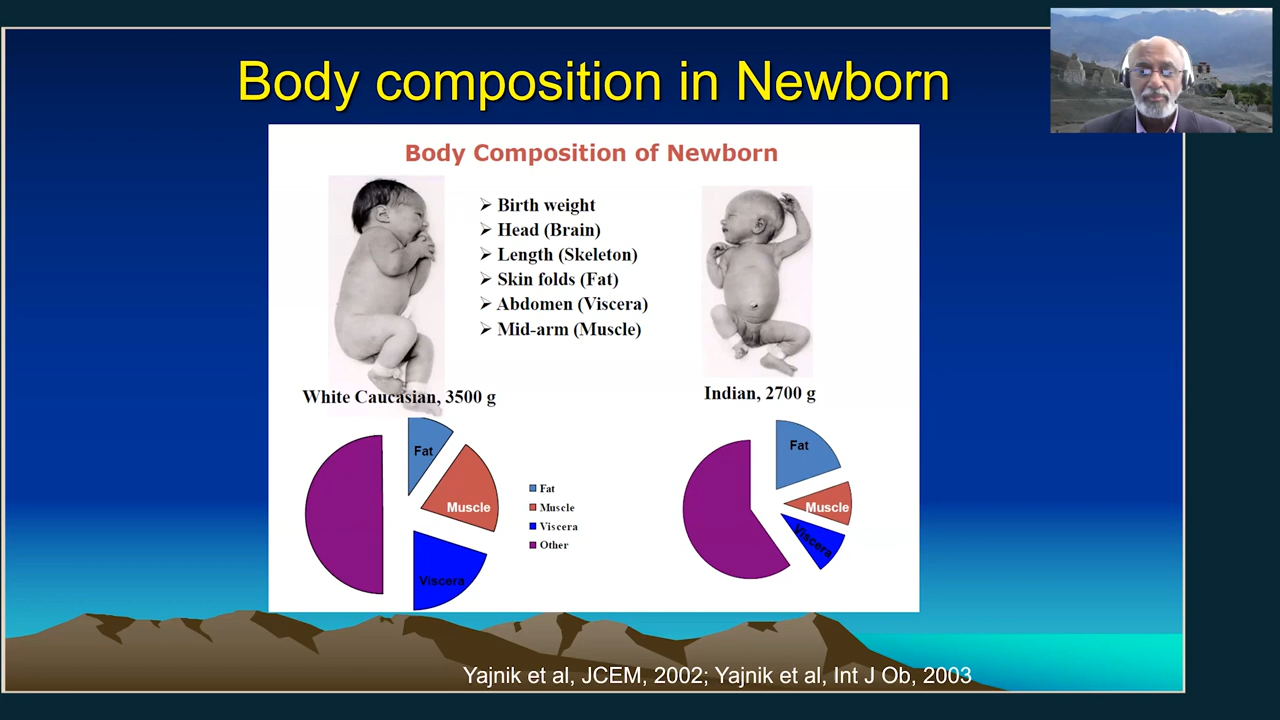 Body composition in Newborn
Body Composition of Newborn
➢ Birth weight
➢ Head (Brain)
➢ Length (Skeleton)
➢ Skin folds (Fat)
➢ Abdomen (Viscera)
➢ Mid-arm (Muscle)
White Caucasian, 3500 g
Indian, 2700 g
Fat
Muscle
Viscera
Fat
Muscle
Viscera
Other
Fat
Muscle
Viscera
Yajnik et al, JCEM, 2002; Yajnik et al, Int J Ob, 2003